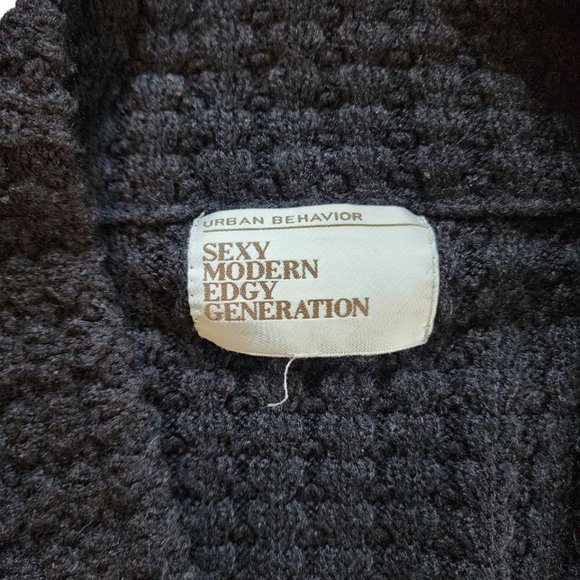 URBAN BEHAVIOR
SEXY
MODERN
EDGY
GENERATION